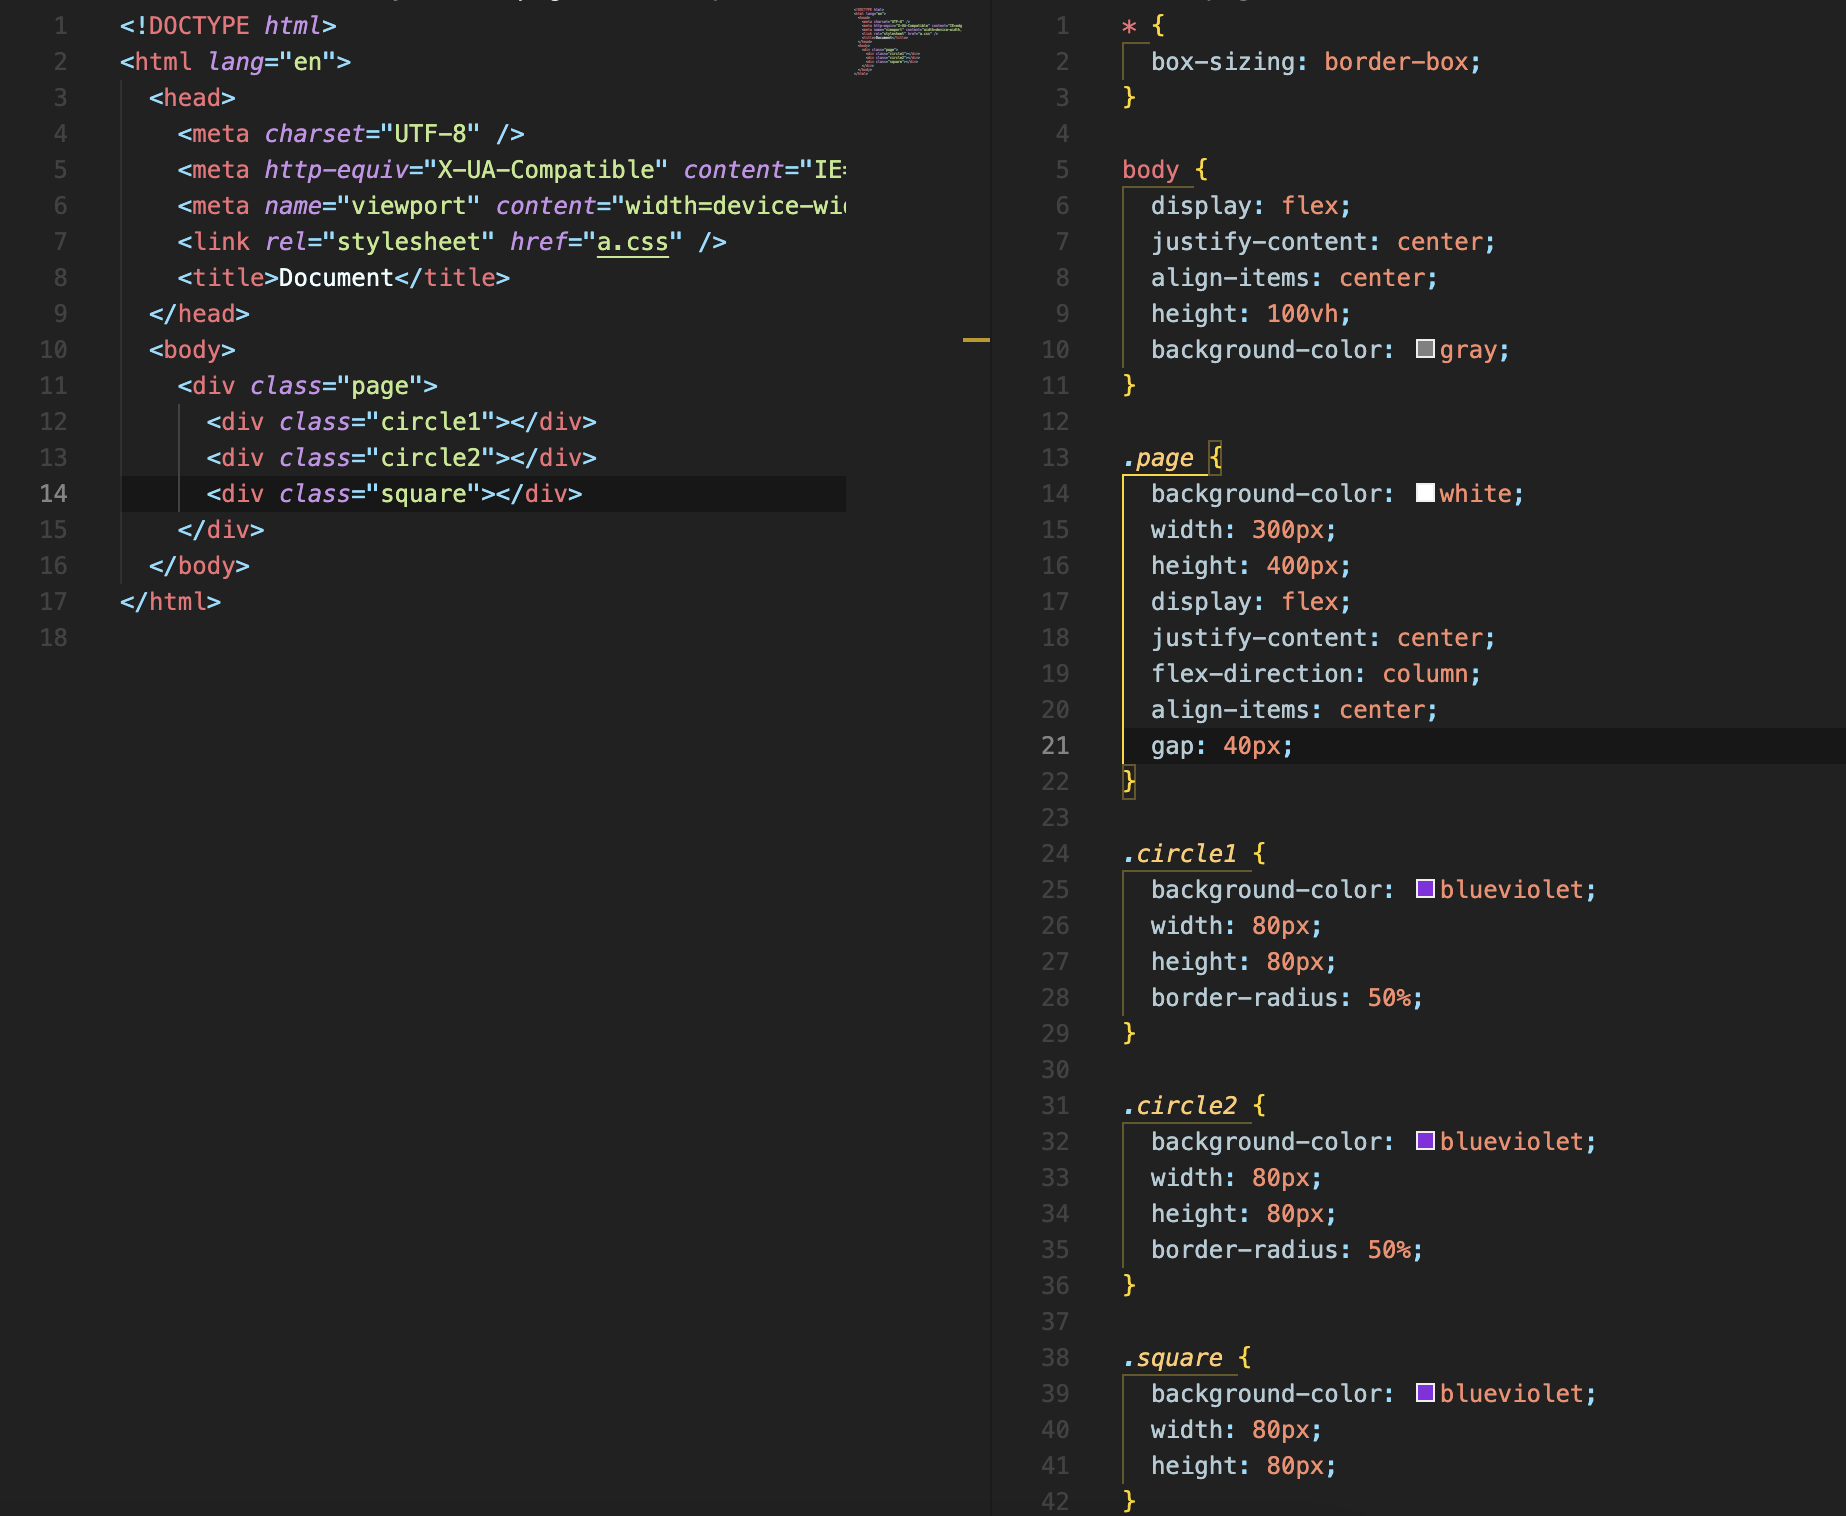 1 <!DOCTYPE html>
2 <html lang="en">
3 <head>
4 <meta charset="UTF-8" />
5 <meta http-equiv="X-UA-Compatible" content="IE=
6 <meta name="viewport" content="width=device-wi
7 <link rel="stylesheet" href="a.css" />
8 <title>Document</title>
9 </head>
10 <body>
11 <div class="page">
12 <div class="circle1"></div>
13 <div class="circle2"></div>
14 <div class="square"></div>
15 </div>
16 </body>
17 </html>
18
1 * {
2 box-sizing: border-box;
3 }
4
5 body {
6 display: flex;
7 justify-content: center;
8 align-items: center;
9 height: 100vh;
10 background-color: gray;
11 }
12
13 .page {
14 background-color: white;
15 width: 300px;
16 height: 400px;
17 display: flex;
18 justify-content: center;
19 flex-direction: column;
20 align-items: center;
21 gap: 40px;
22 }
23
24 .circle1 {
25 background-color: blueviolet;
26 width: 80px;
27 height: 80px;
28 border-radius: 50%;
29 }
30
31 .circle2 {
32 background-color: blueviolet;
33 width: 80px;
34 height: 80px;
35 border-radius: 50%;
36 }
37
38 .square {
39 background-color: blueviolet;
40 width: 80px;
41 height: 80px;
42 }